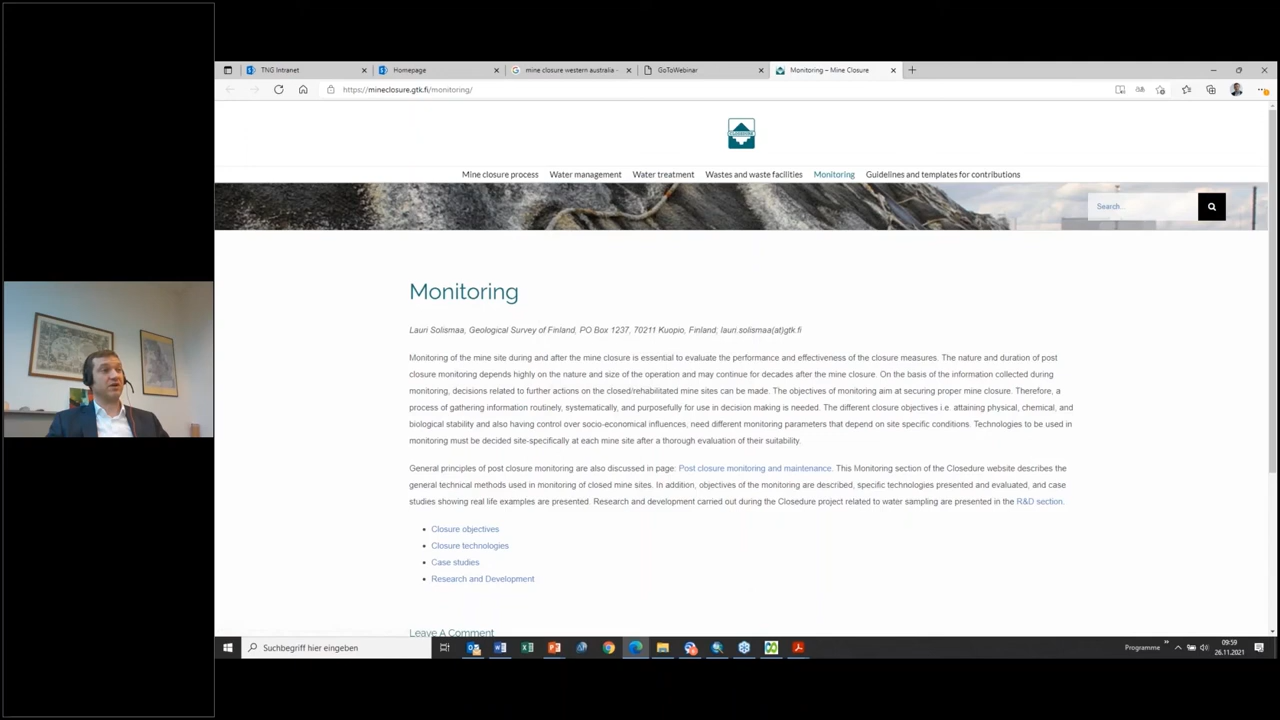 TNG Intranet
Homepage
mine closure western australia -
GoToWebinar
Monitoring – Mine Closure
https://mineclosure.gtk.fi/monitoring/
Mine closure process Water management Water treatment Wastes and waste facilities Monitoring Guidelines and templates for contributions
Search...
Monitoring
Lauri Solismaa, Geological Survey of Finland, PO Box 1237, 70211 Kuopio, Finland; lauri.solismaa(at)gtk.fi
Monitoring of the mine site during and after the mine closure is essential to evaluate the performance and effectiveness of the closure measures. The nature and duration of post
closure monitoring depends highly on the nature and size of the operation and may continue for decades after the mine closure. On the basis of the information collected during
monitoring, decisions related to further actions on the closed/rehabilitated mine sites can be made. The objectives of monitoring aim at securing proper mine closure. Therefore, a
process of gathering information routinely, systematically, and purposefully for use in decision making is needed. The different closure objectives i.e attaining physical, chemical, and
biological stability and also having control over socio-economical influences, need different monitoring parameters that depend on site specific conditions. Technologies to be used in
monitoring must be decided site-specifically at each mine site after a thorough evaluation of their suitability.
General principles of post closure monitoring are also discussed in page: Post closure monitoring and maintenance. This Monitoring section of the Closedure website describes the
general technical methods used in monitoring of closed mine sites. In addition, objectives of the monitoring are described, specific technologies presented and evaluated, and case
studies showing real life examples are presented. Research and development carried out during the Closedure project related to water sampling are presented in the R&D section.
Closure objectives
Closure technologies
Case studies
Research and Development
Leave A Comment
Suchbegriff hier eingeben
Programme
09:59
26.11.2021